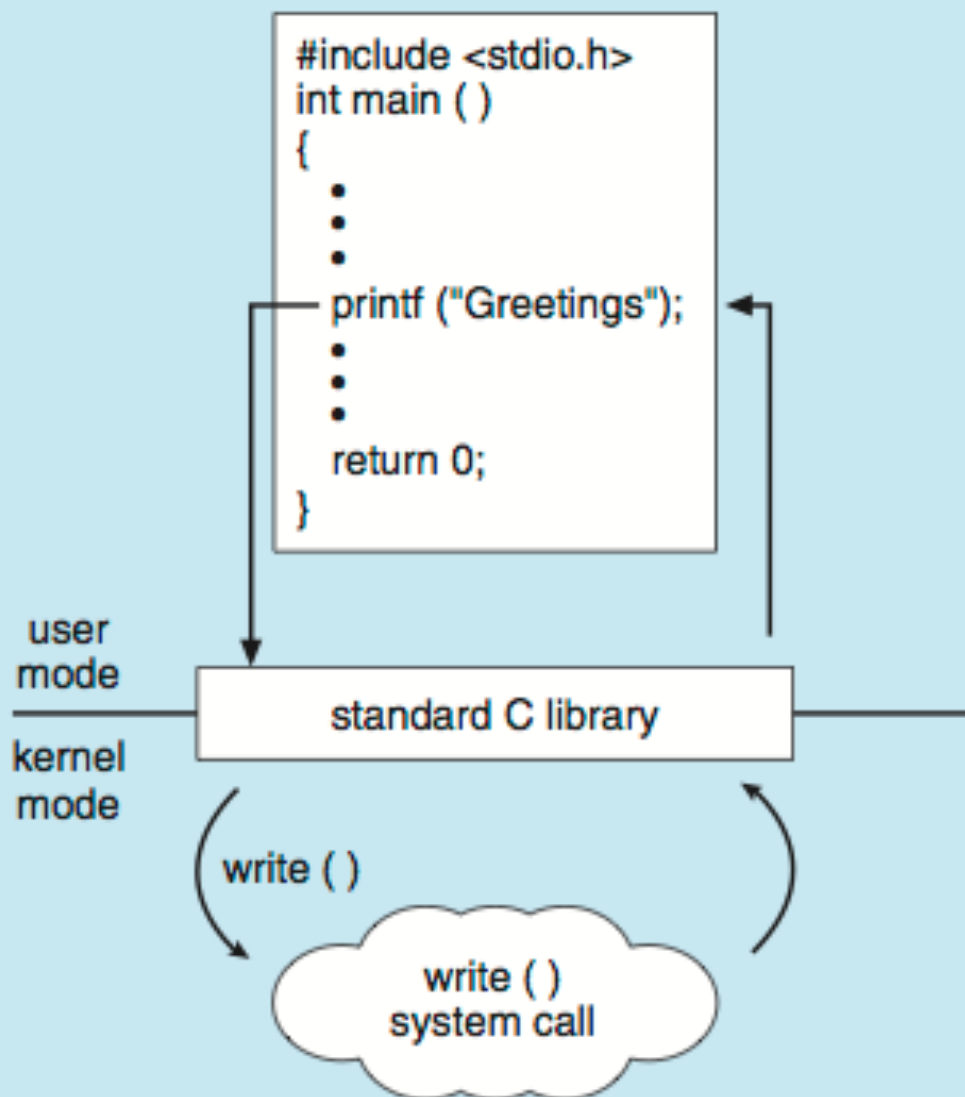 #include <stdio.h>
int main ( )
{
•
•
•
printf ("Greetings");
•
•
•
return 0;
}
user
mode
standard C library
kernel
mode
write ( )
write ( )
system call